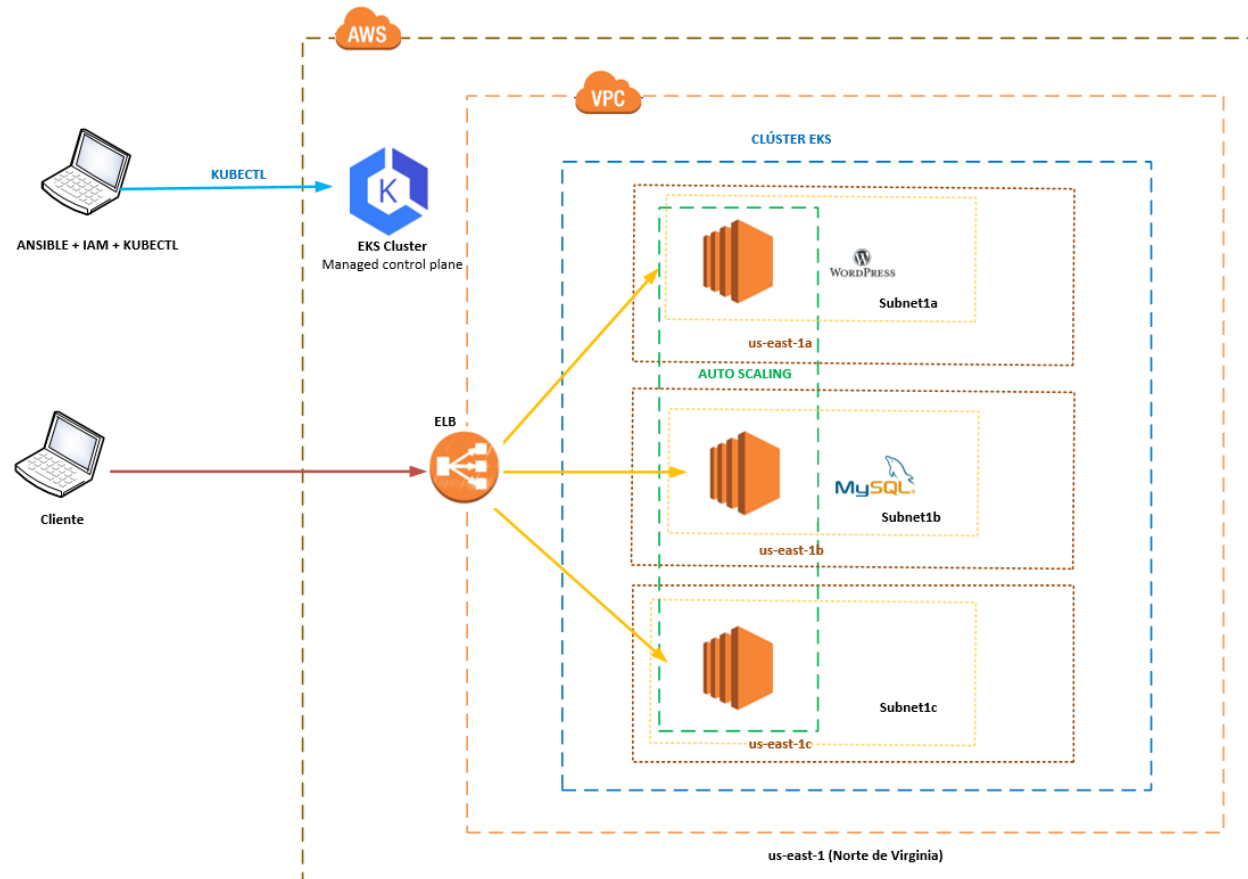 AWS
VPC
CLÚSTER EKS
KUBECTL
K
ANSIBLE + IAM + KUBECTL
EKS Cluster
Managed control plane
WORDPRESS
Subnet1a
us-east-1a
AUTO SCALING
ELB
MySQL
Subnet1b
Cliente
us-east-1b
Subnet1c
us-east-1c
us-east-1 (Norte de Virginia)